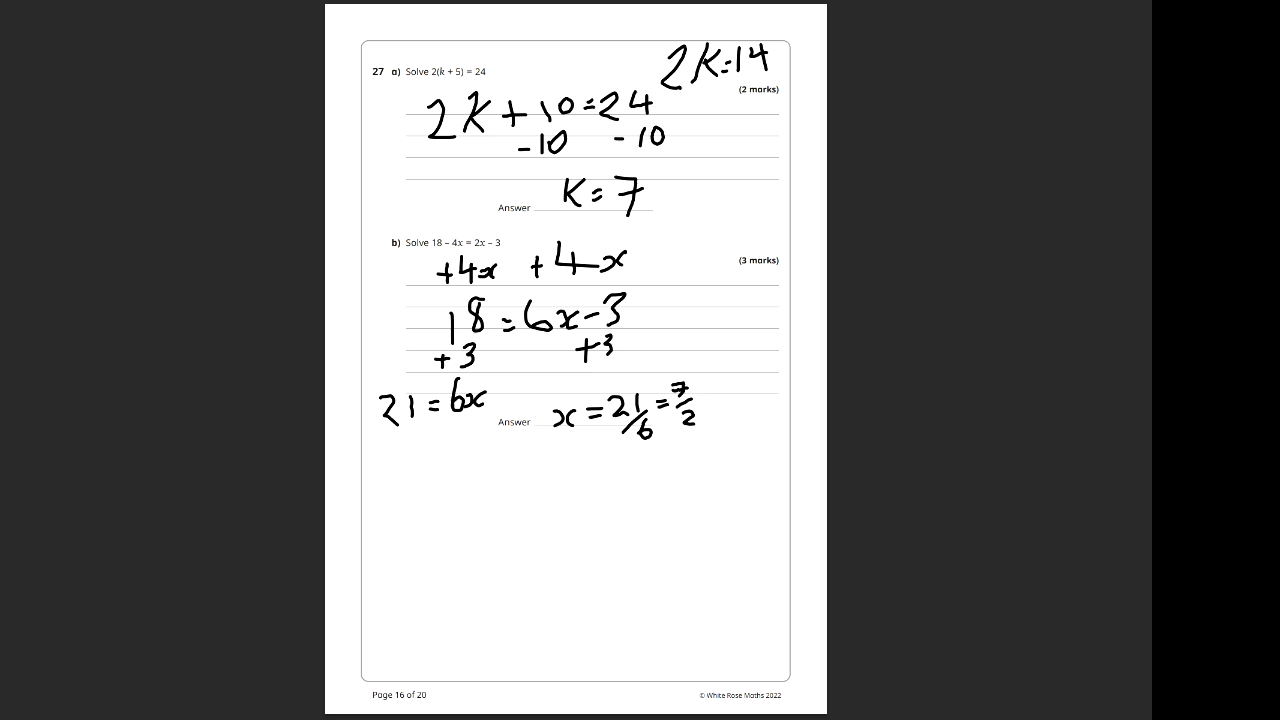 2k=14
27 a) Solve 2(k + 5) = 24
(2 marks)
2k + 10 = 24
-10 -10
k = 7
Answer
b) Solve 18 – 4x = 2x – 3
(3 marks)
+4x +4x
18 = 6x - 3
+3 +3
21 = 6x
Answer x = 21/6 = 7/2
Page 16 of 20
© White Rose Maths 2022